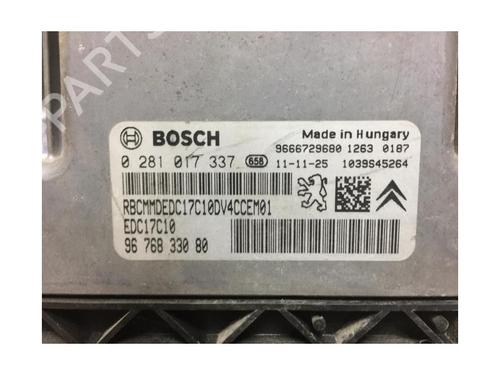 BOSCH
Made in Hungary
9666729680 1263 0187
0 281 017 337 658 11-11-25 1039S45264
RBCMMDEDC17C10DV4CCEM01
EDC17C10
96 768 330 80